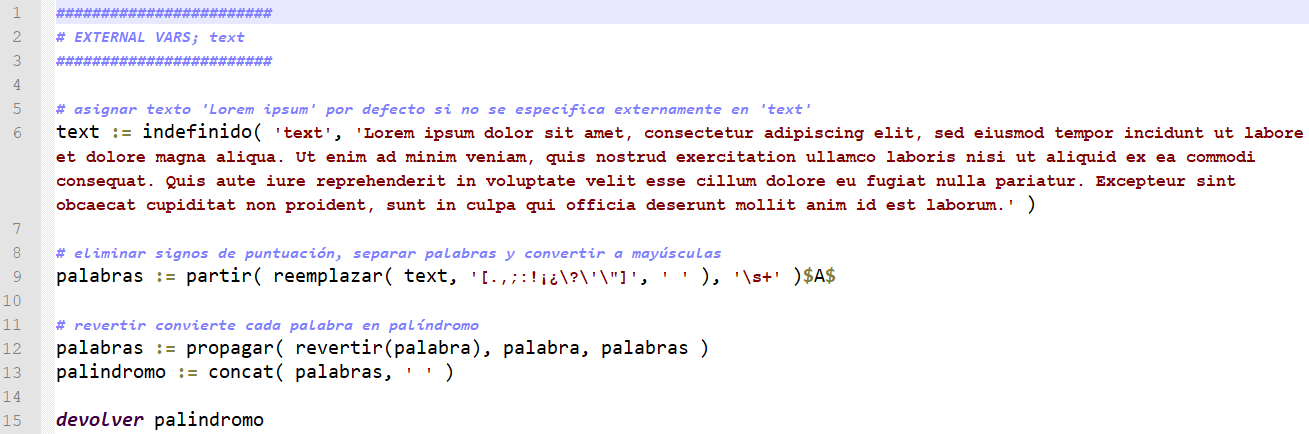 1 ########################
2 # EXTERNAL VARS; text
3 ########################
4
5 # asignar texto 'Lorem ipsum' por defecto si no se especifica externamente en 'text'
6 text := indefinido( 'text', 'Lorem ipsum dolor sit amet, consectetur adipiscing elit, sed eiusmod tempor incidunt ut labore
et dolore magna aliqua. Ut enim ad minim veniam, quis nostrud exercitation ullamco laboris nisi ut aliquid ex ea commodi
consequat. Quis aute iure reprehenderit in voluptate velit esse cillum dolore eu fugiat nulla pariatur. Excepteur sint
obcaecat cupiditat non proident, sunt in culpa qui officia deserunt mollit anim id est laborum.' )
7
8 # eliminar signos de puntuación, separar palabras y convertir a mayúsculas
9 palabras := partir( reemplazar( text, '[.,;:!¡¿\?\'\"]', ' ' ), '\s+' )$A$
10
11 # revertir convierte cada palabra en palíndromo
12 palabras := propagar( revertir(palabra), palabra, palabras )
13 palindromo := concat( palabras, ' ' )
14
15 devolver palindromo